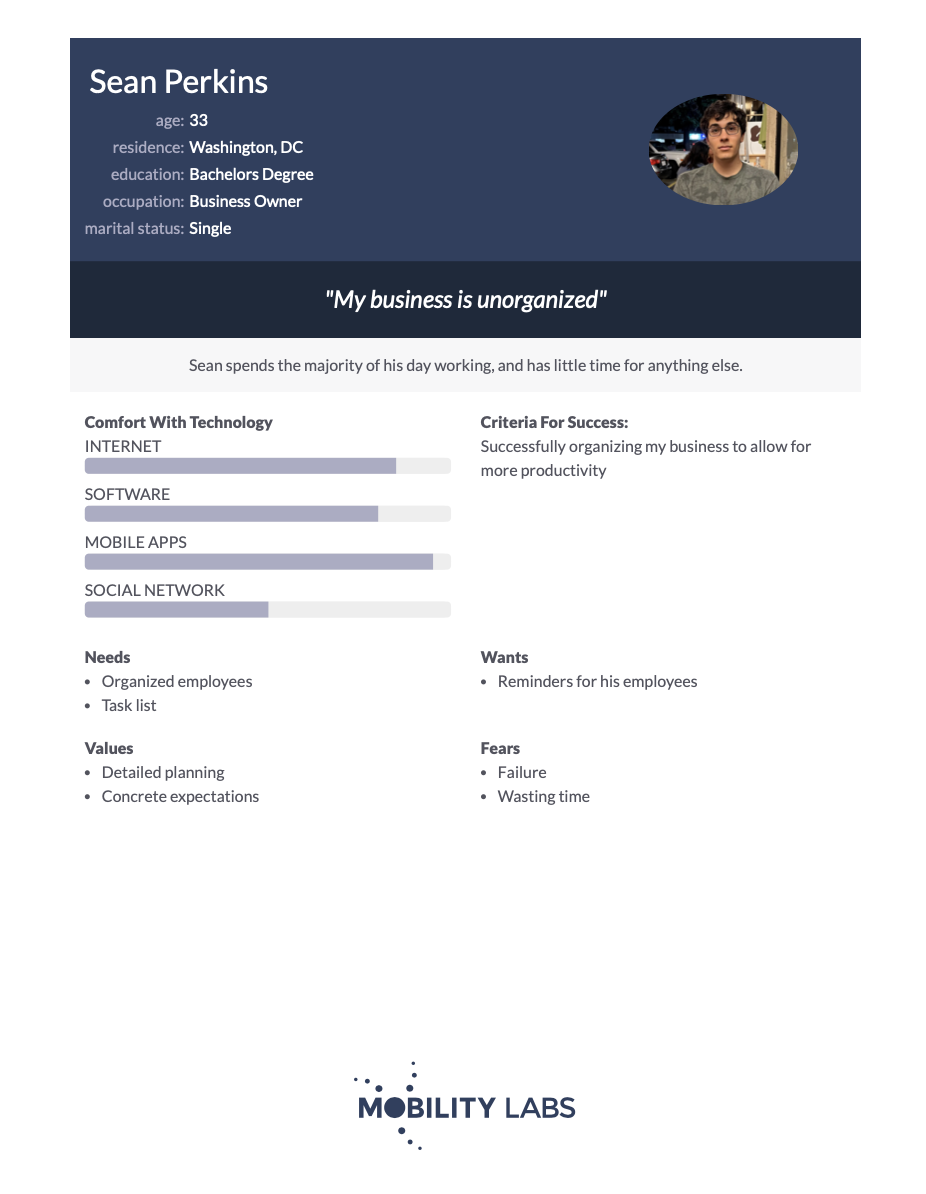 Sean Perkins
age: 33
residence: Washington, DC
education: Bachelors Degree
occupation: Business Owner
marital status: Single
"My business is unorganized"
Sean spends the majority of his day working, and has little time for anything else.
Comfort With Technology
INTERNET
SOFTWARE
MOBILE APPS
SOCIAL NETWORK
Criteria For Success:
Successfully organizing my business to allow for
more productivity
Needs
• Organized employees
• Task list
Wants
• Reminders for his employees
Values
• Detailed planning
• Concrete expectations
Fears
• Failure
• Wasting time
MOBILITY LABS